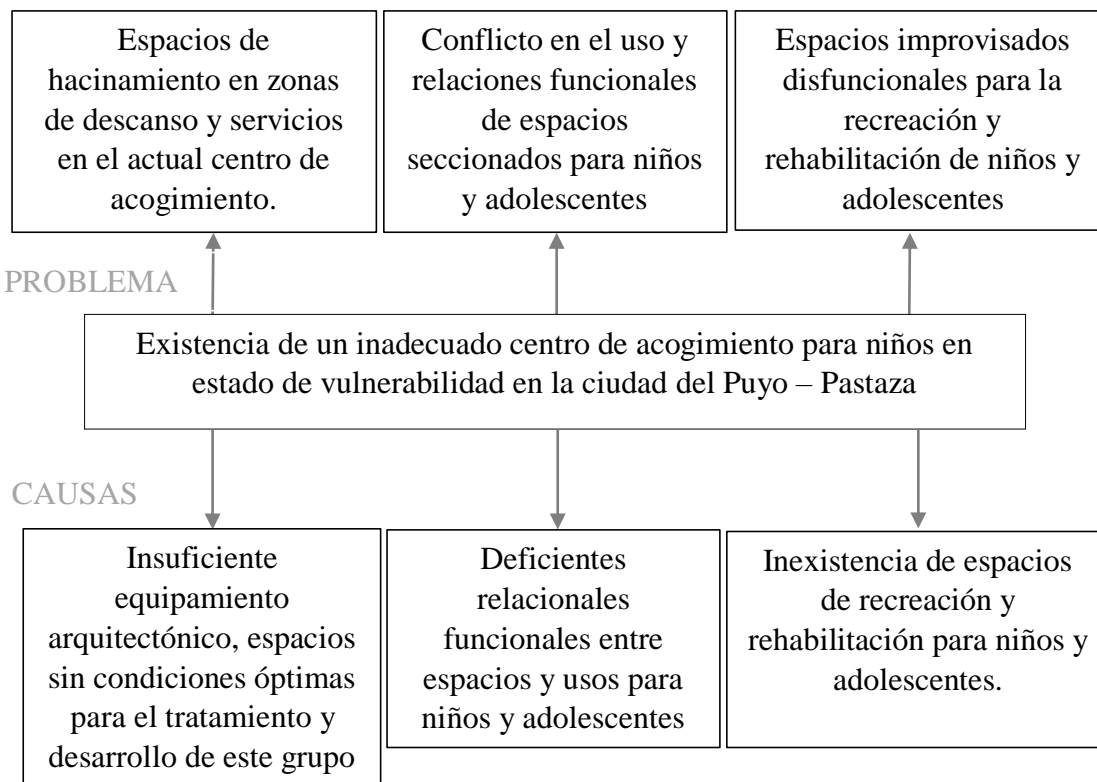 Espacios de
hacinamiento en zonas
de descanso y servicios
en el actual centro de
acogimiento.
Conflicto en el uso y
relaciones funcionales
de espacios
seccionados para niños
y adolescentes
Espacios improvisados
disfuncionales para la
recreación y
rehabilitación de niños y
adolescentes
PROBLEMA
Existencia de un inadecuado centro de acogimiento para niños en
estado de vulnerabilidad en la ciudad del Puyo – Pastaza
CAUSAS
Insuficiente
equipamiento
arquitectónico, espacios
sin condiciones óptimas
para el tratamiento y
desarrollo de este grupo
Deficientes
relacionales
funcionales entre
espacios y usos para
niños y adolescentes
Inexistencia de espacios
de recreación y
rehabilitación para niños y
adolescentes.